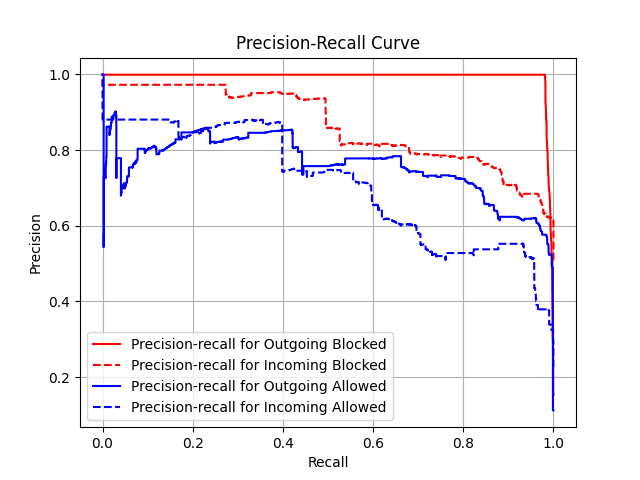 Precision-Recall Curve
1.0
0.8
0.6
0.4
0.2
Precision
Precision-recall for Outgoing Blocked
Precision-recall for Incoming Blocked
Precision-recall for Outgoing Allowed
Precision-recall for Incoming Allowed
0.0 0.2 0.4 0.6 0.8 1.0
Recall